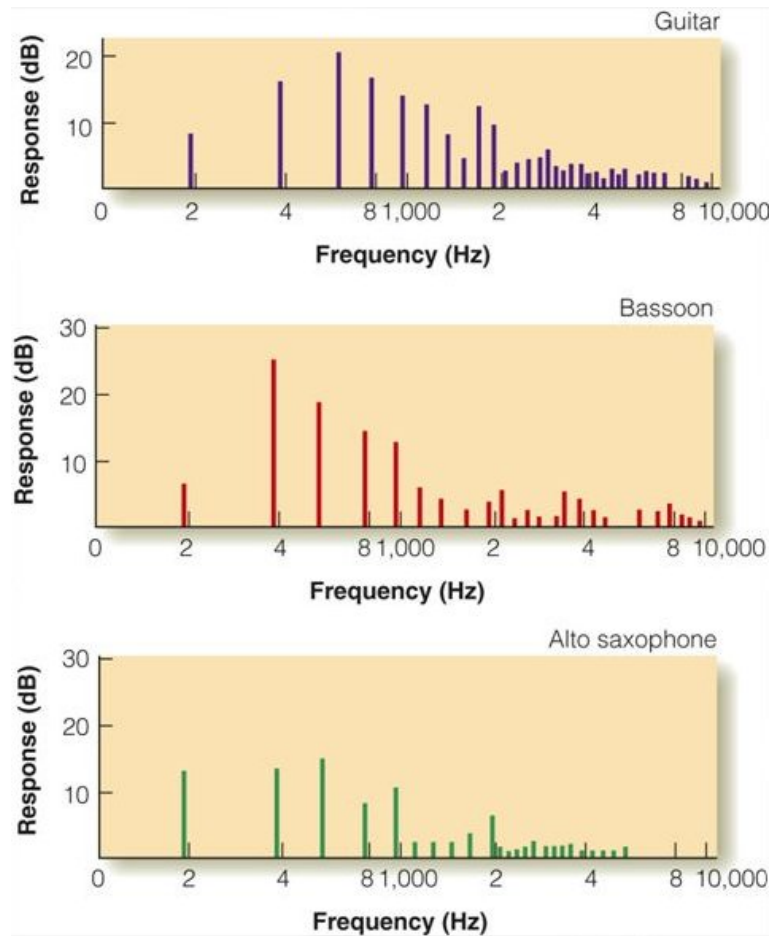 Guitar
Response (dB)
20
10
0 2 4 8 1,000 2 4 8 10,000
Frequency (Hz)
Bassoon
Response (dB)
30
20
10
0 2 4 8 1,000 2 4 8 10,000
Frequency (Hz)
Alto saxophone
Response (dB)
30
20
10
0 2 4 8 1,000 2 4 8 10,000
Frequency (Hz)